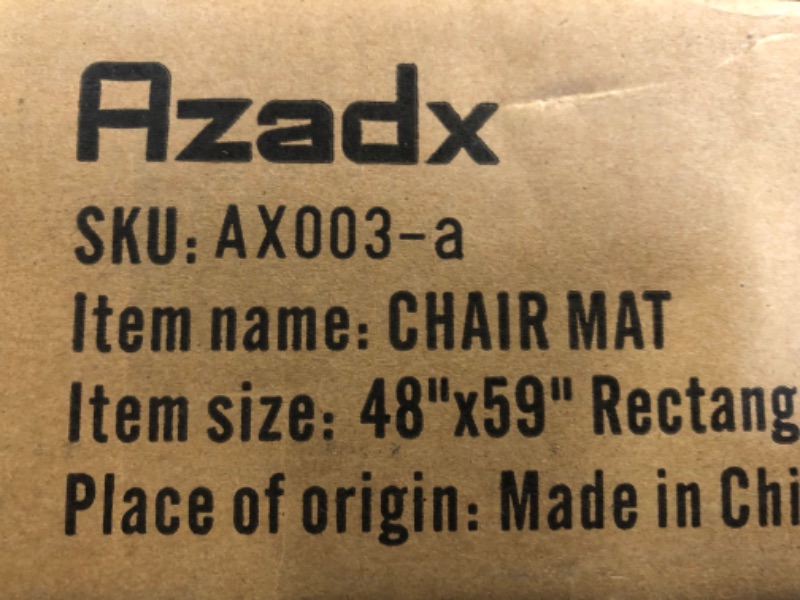 Azadx
SKU: AX003-a
Item name: CHAIR MAT
Item size: 48"x59" Rectang
Place of origin: Made in Chi